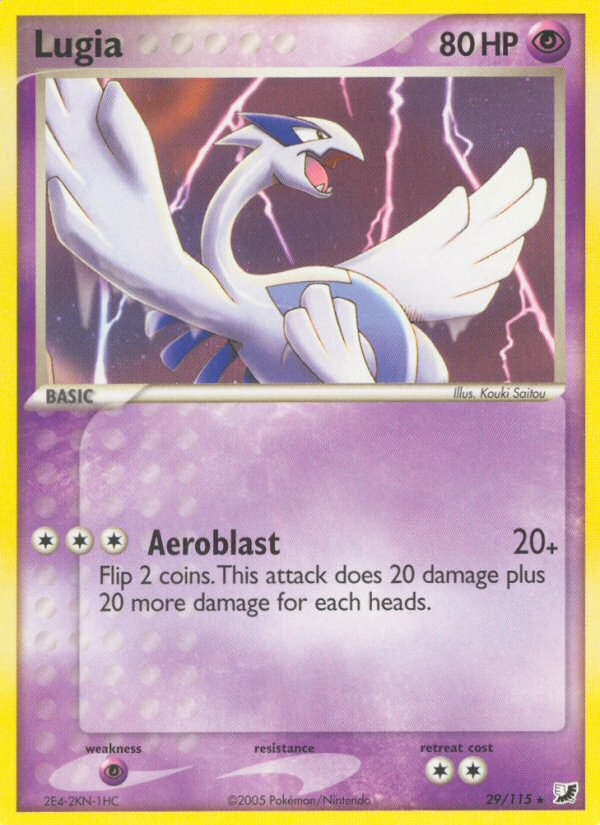 Lugia
80 HP
BASIC
Illus. Kouki Saitou
Aeroblast 20+
Flip 2 coins. This attack does 20 damage plus
20 more damage for each heads.
weakness resistance retreat cost
2E4-2KN-1HC ©2005 Pokémon/Nintendo 29/115 ★